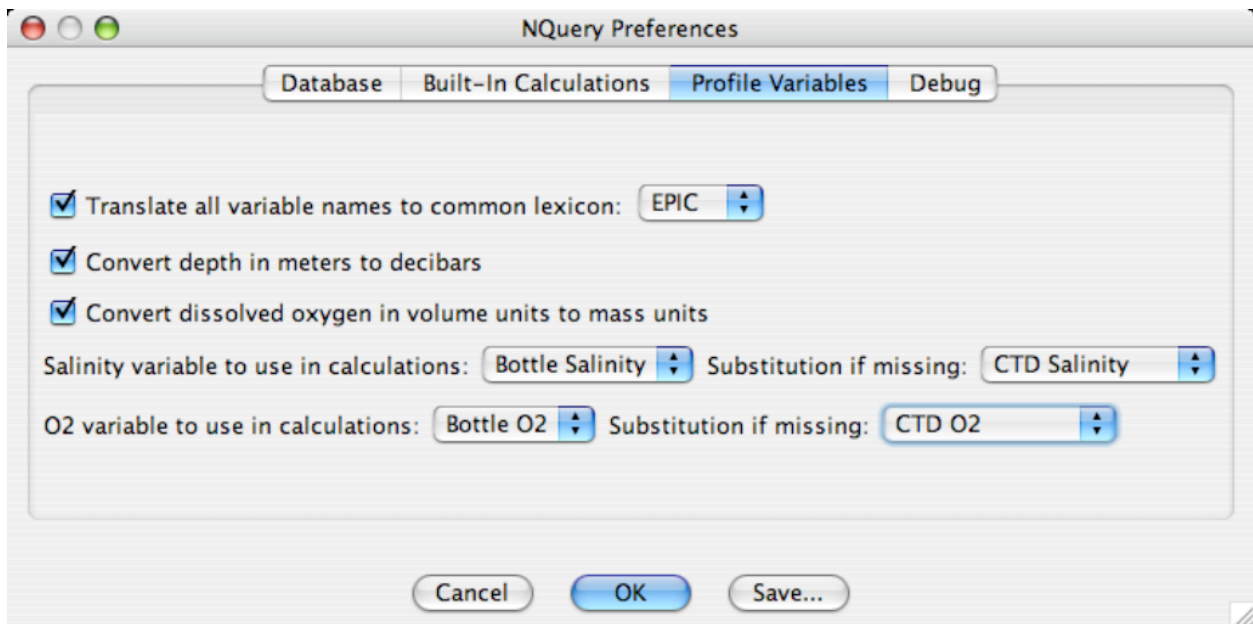 NQuery Preferences
Database Built-In Calculations Profile Variables Debug
Translate all variable names to common lexicon: EPIC
Convert depth in meters to decibars
Convert dissolved oxygen in volume units to mass units
Salinity variable to use in calculations: Bottle Salinity Substitution if missing: CTD Salinity
O2 variable to use in calculations: Bottle O2 Substitution if missing: CTD O2
Cancel OK Save...